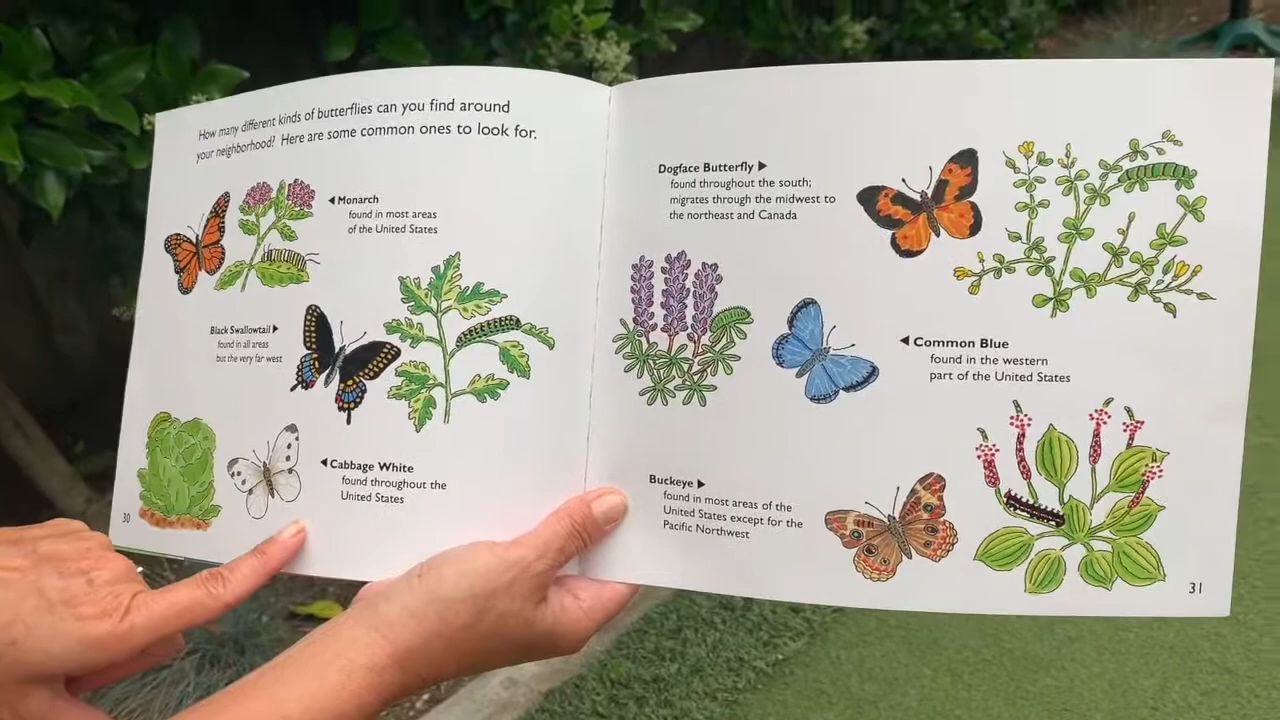 How many different kinds of butterflies can you find around
your neighborhood? Here are some common ones to look for.
◀Monarch
found in most areas
of the United States
Black Swallowtail▶
found in all areas
but the very far west
◀Cabbage White
found throughout the
United States
30
Dogface Butterfly▶
found throughout the south;
migrates through the midwest to
the northeast and Canada
◀Common Blue
found in the western
part of the United States
Buckeye▶
found in most areas of the
United States except for the
Pacific Northwest
31